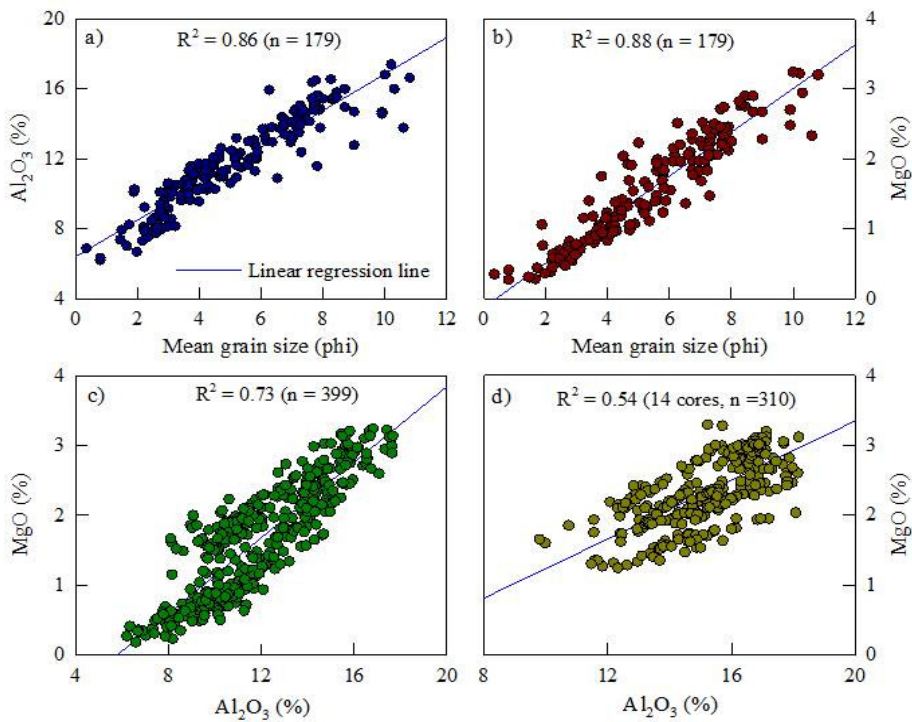 a)
R² = 0.86 (n = 179)
20
16
12
8
4
Al₂O₃ (%)
Linear regression line
0 2 4 6 8 10 12
Mean grain size (phi)
b)
R² = 0.88 (n = 179)
4
3
2
1
0
MgO (%)
0 2 4 6 8 10 12
Mean grain size (phi)
c)
R² = 0.73 (n = 399)
4
3
2
1
0
MgO (%)
4 8 12 16 20
Al₂O₃ (%)
d)
R² = 0.54 (14 cores, n =310)
4
3
2
1
0
MgO (%)
8 12 16 20
Al₂O₃ (%)